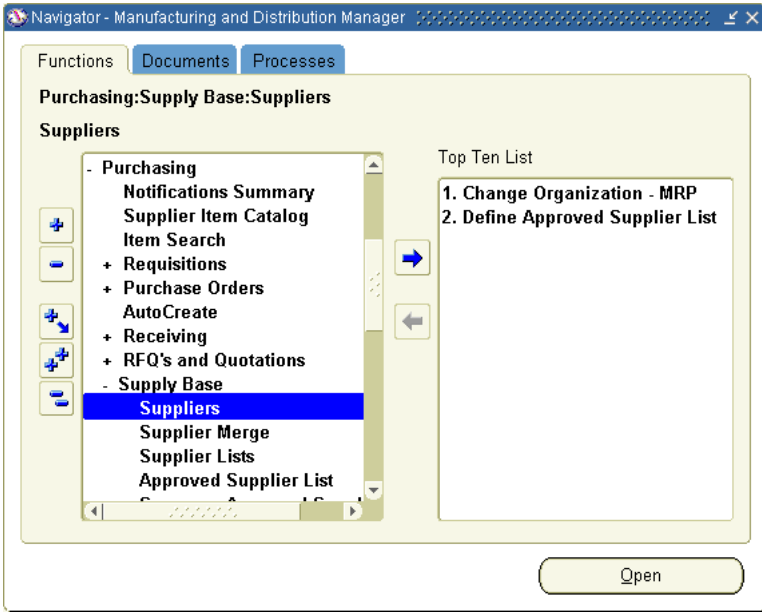 Navigator - Manufacturing and Distribution Manager
Functions Documents Processes
Purchasing:Supply Base:Suppliers
Suppliers
- Purchasing
Notifications Summary
Supplier Item Catalog
Item Search
+ Requisitions
+ Purchase Orders
AutoCreate
+ Receiving
+ RFQ's and Quotations
- Supply Base
Suppliers
Supplier Merge
Supplier Lists
Approved Supplier List
Top Ten List
1. Change Organization - MRP
2. Define Approved Supplier List
Open